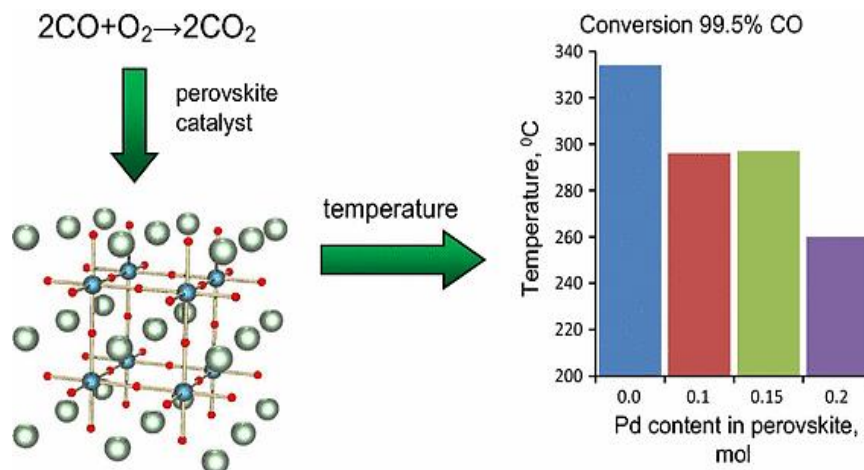 2CO+O₂→2CO₂
perovskite
catalyst
temperature
Conversion 99.5% CO
Temperature, ⁰C
340
320
300
280
260
240
220
200
0.0 0.1 0.15 0.2
Pd content in perovskite,
mol